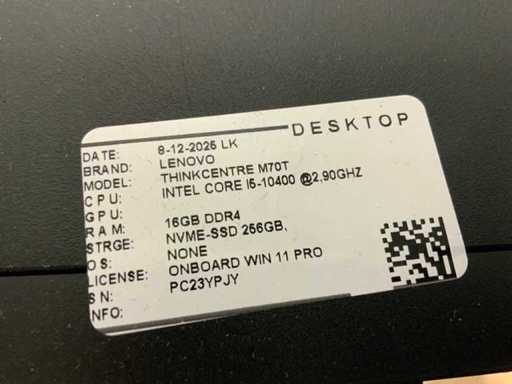 DESKTOP
DATE: 8-12-2025 LK
BRAND: LENOVO
MODEL: THINKCENTRE M70T
CPU: INTEL CORE I5-10400 @2,90GHZ
GPU:
RAM: 16GB DDR4
STRGE: NVME-SSD 256GB,
OS: NONE
LICENSE: ONBOARD WIN 11 PRO
SN: PC23YPJY
INFO: